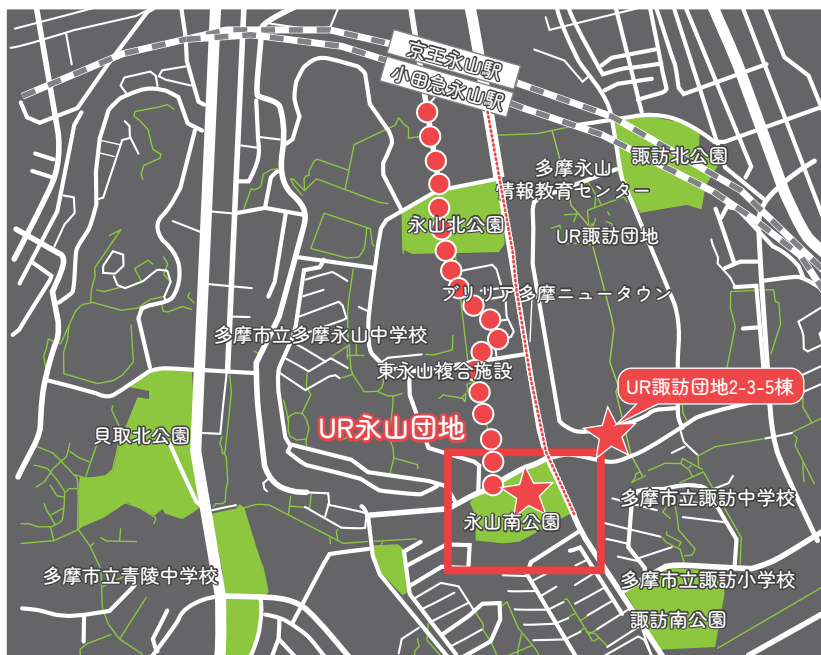 京王永山駅
小田急永山駅
諏訪北公園
多摩永山
情報教育センター
永山北公園
UR諏訪団地
ブリリア多摩ニュータウン
多摩市立多摩永山中学校
東永山複合施設
UR諏訪団地2-3-5棟
UR永山団地
貝取北公園
多摩市立諏訪中学校
永山南公園
多摩市立青陵中学校
多摩市立諏訪小学校
諏訪南公園